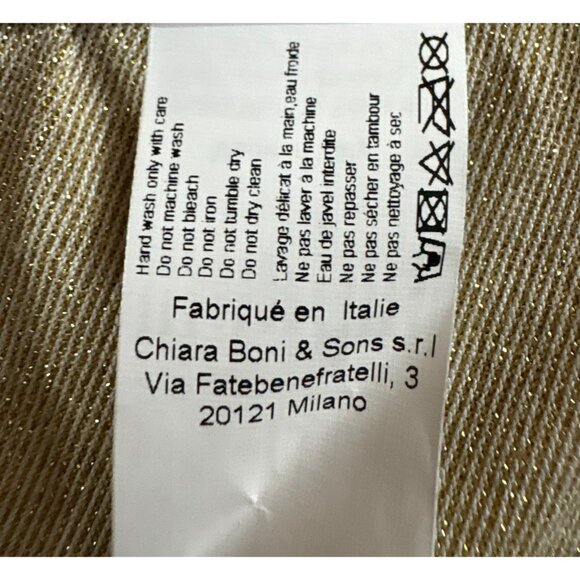 Hand wash only with care
Do not machine wash
Do not bleach
Do not iron
Do not tumble dry
Do not dry clean
Lavage délicat à la main,eau froide
Ne pas laver à la machine
Eau de javel interdite
Ne pas repasser
Ne pas sécher en tambour
Ne pas nettoyage à sec
Fabriqué en Italie
Chiara Boni & Sons s.r.l
Via Fatebenefratelli, 3
20121 Milano